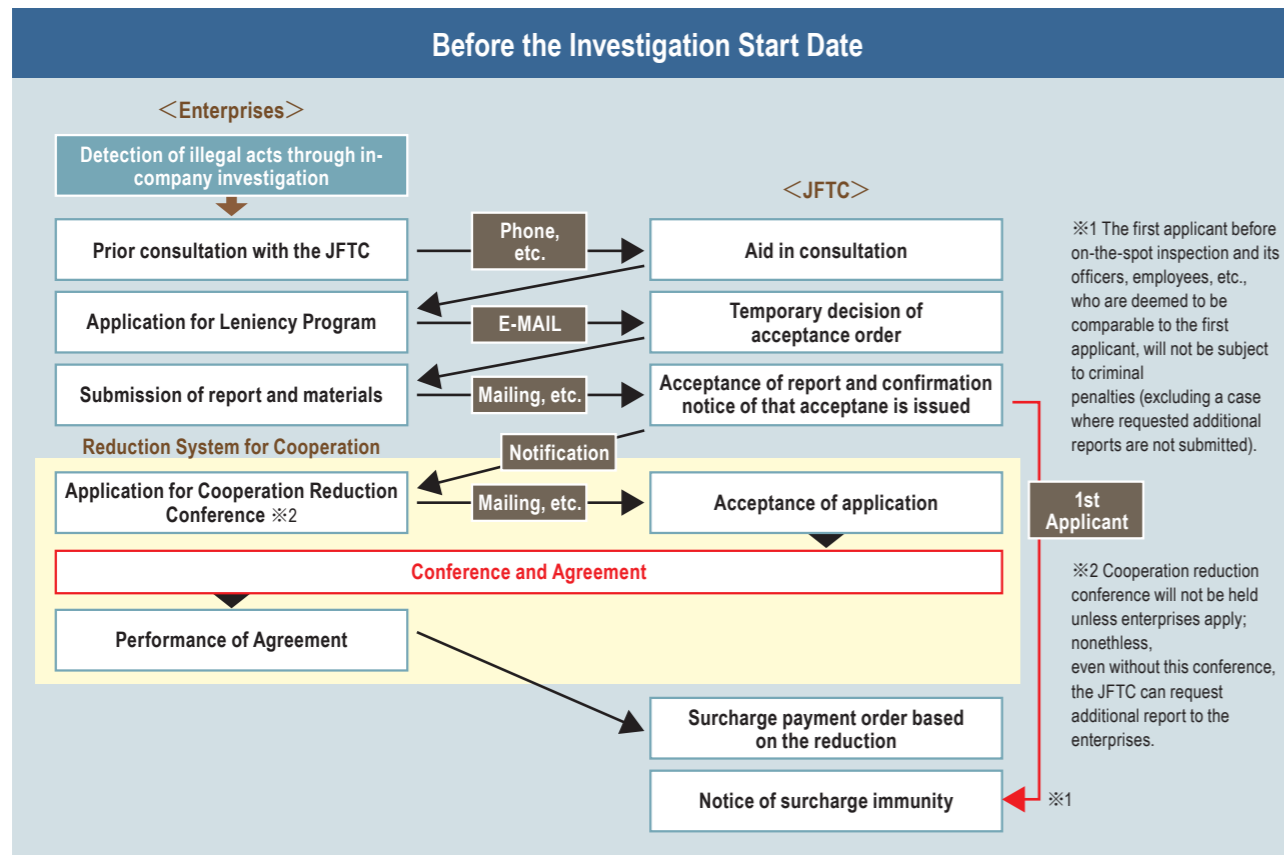 Before the Investigation Start Date
＜Enterprises＞
Detection of illegal acts through in-
company investigation
＜JFTC＞
Prior consultation with the JFTC
Phone,
etc.
Aid in consultation
Application for Leniency Program
E-MAIL
Temporary decision of
acceptance order
Submission of report and materials
Mailing, etc.
Acceptance of report and confirmation
notice of that acceptane is issued
Reduction System for Cooperation
Notification
Application for Cooperation Reduction
Conference ※2
Mailing, etc.
Acceptance of application
1st
Applicant
Conference and Agreement
Performance of Agreement
Surcharge payment order based
on the reduction
Notice of surcharge immunity
※1
※1 The first applicant before
on-the-spot inspection and its
officers, employees, etc.,
who are deemed to be
comparable to the first
applicant, will not be subject
to criminal
penalties (excluding a case
where requested additional
reports are not submitted).
※2 Cooperation reduction
conference will not be held
unless enterprises apply;
nonethless,
even without this conference,
the JFTC can request
additional report to the
enterprises.